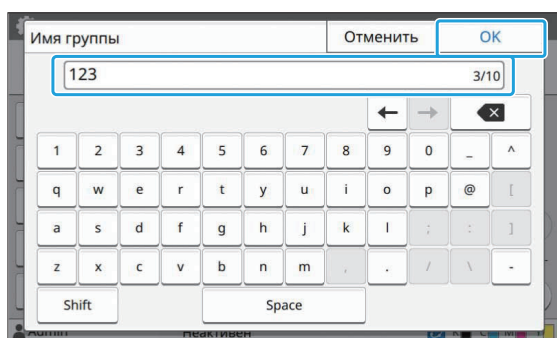 Имя группы Отменить OK
123 3/10
← → ×
1 2 3 4 5 6 7 8 9 0 _ ^
q w e r t y u i o p @ [
a s d f g h j k l ; : ]
z x c v b n m , . / \ -
Shift Space
Admin Неактивен K C M Y